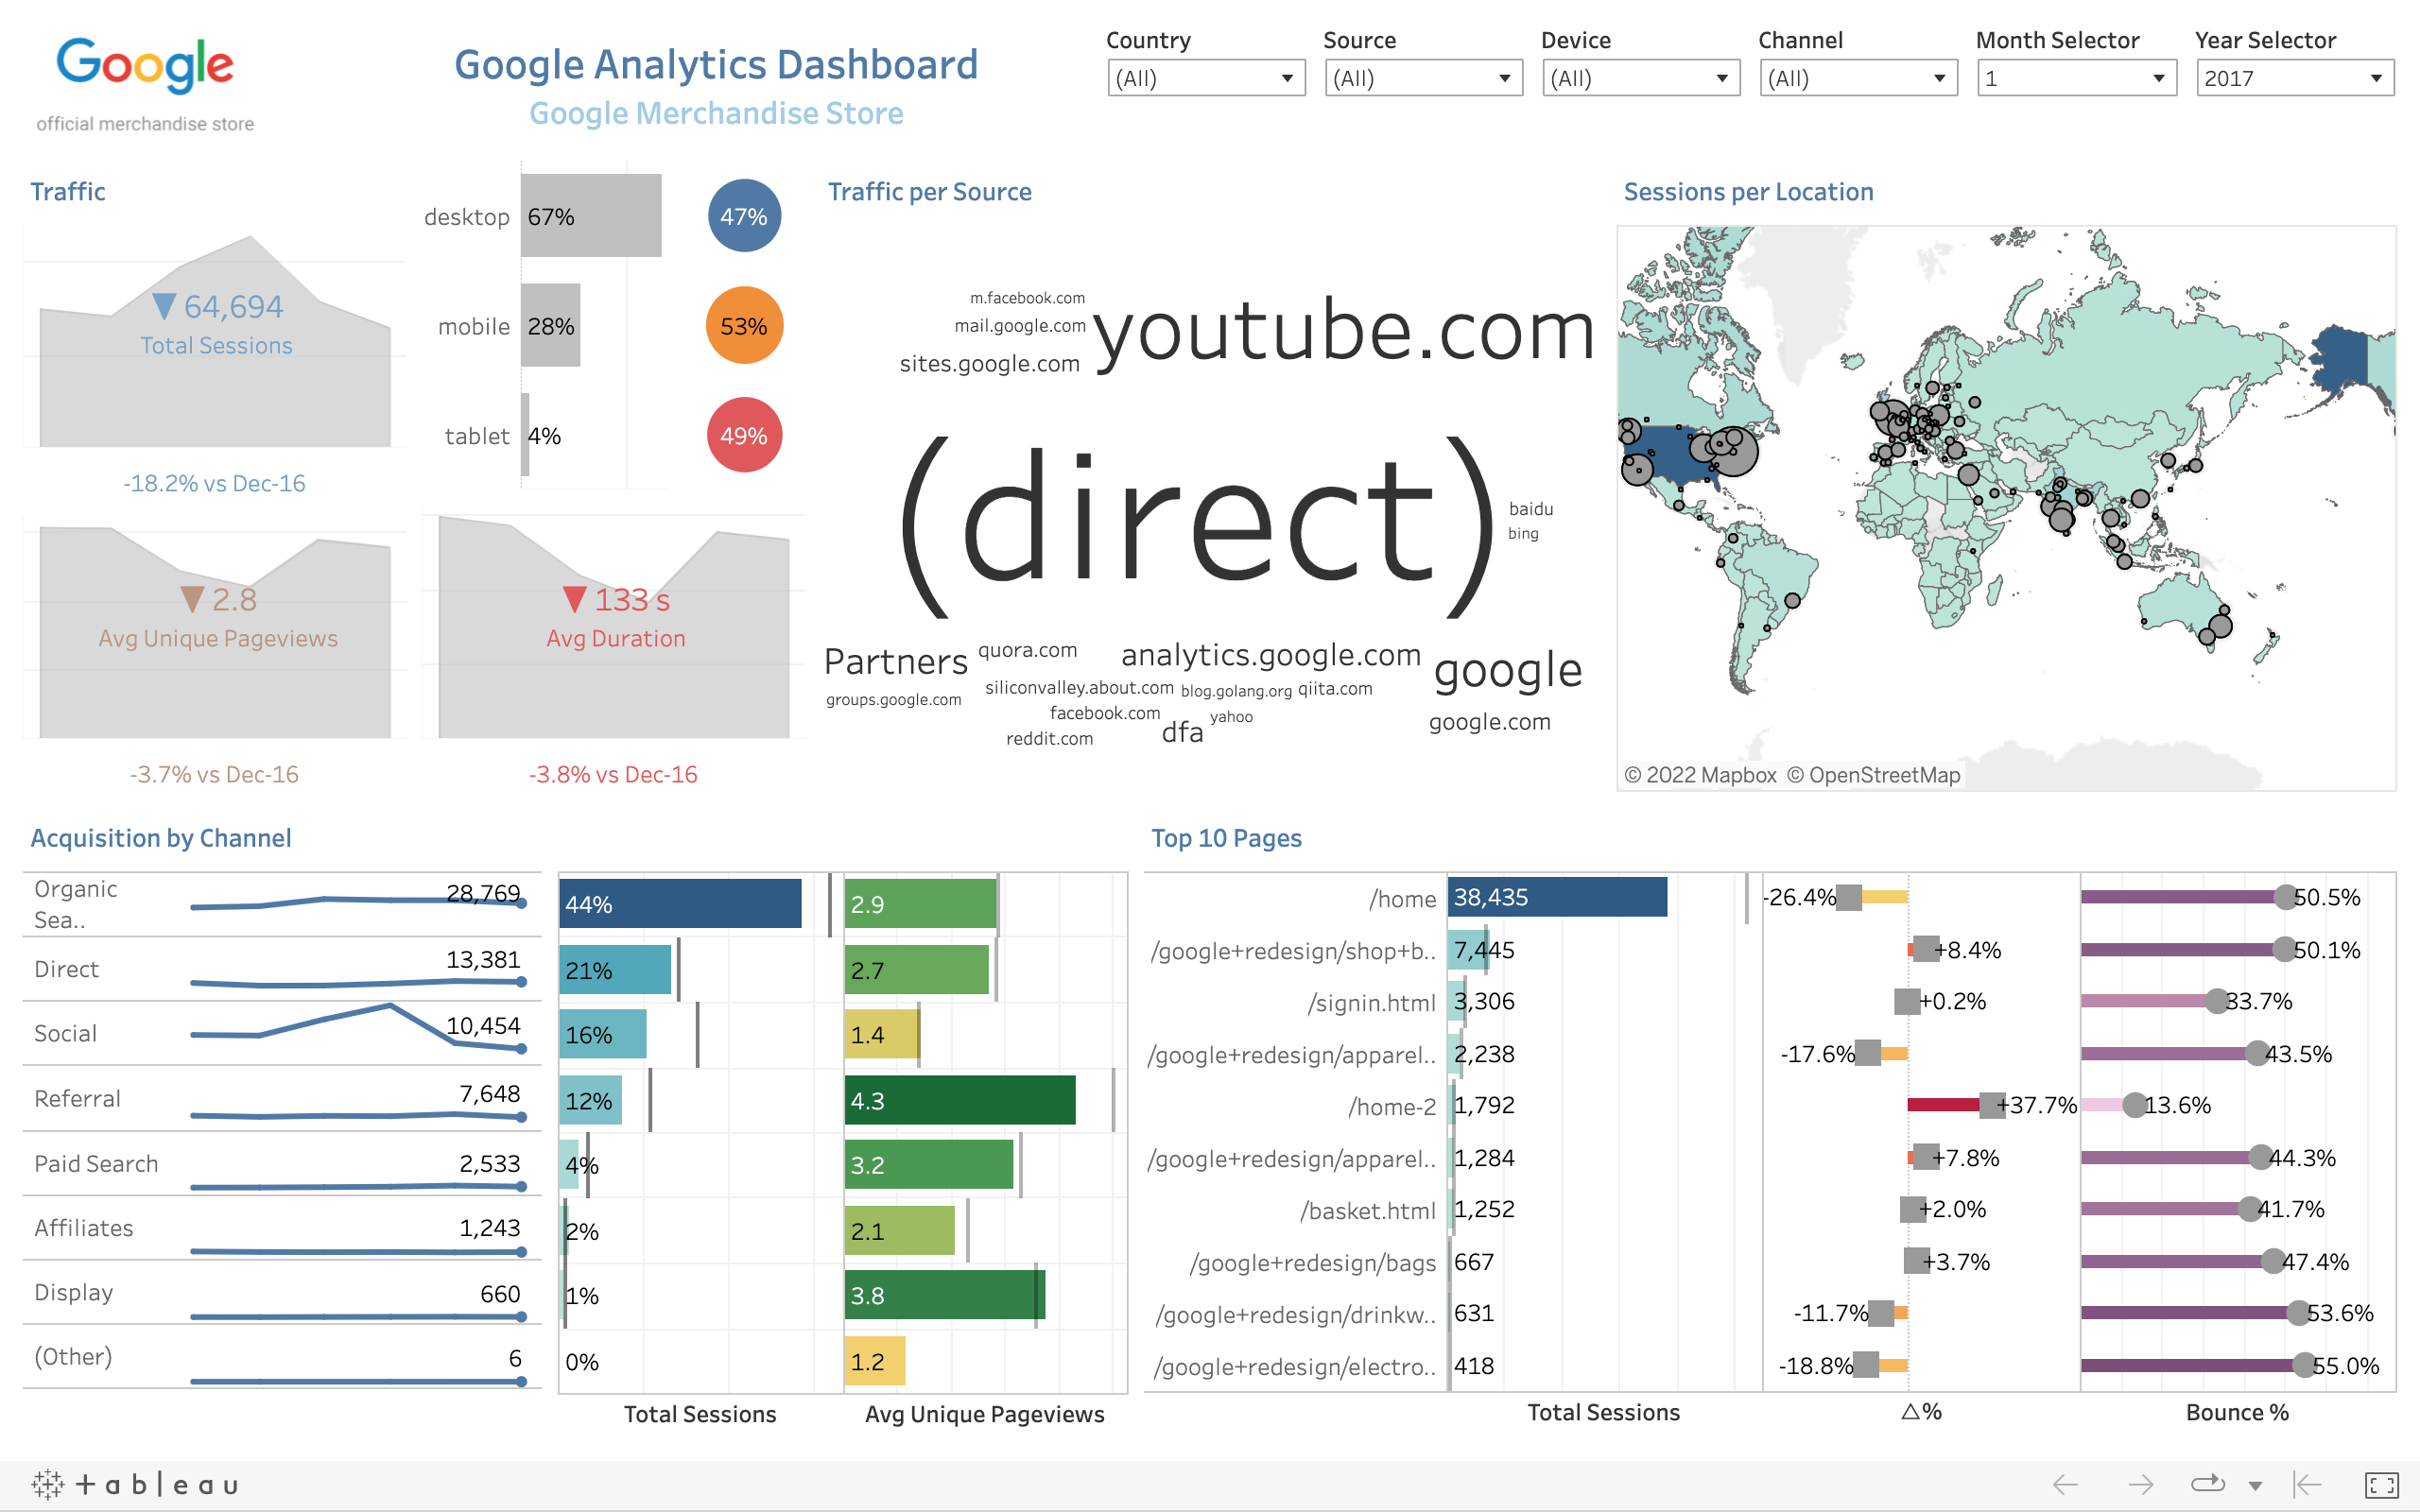 Google
official merchandise store
Google Analytics Dashboard
Google Merchandise Store
Country
(All)
Source
(All)
Device
(All)
Channel
(All)
Month Selector
1
Year Selector
2017
Traffic
▼ 64,694
Total Sessions
-18.2% vs Dec-16
desktop 67% 47%
mobile 28% 53%
tablet 4% 49%
▼ 2.8
Avg Unique Pageviews
-3.7% vs Dec-16
▼ 133 s
Avg Duration
-3.8% vs Dec-16
Traffic per Source
m.facebook.com
mail.google.com
youtube.com
sites.google.com
(direct)
baidu
bing
Partners
quora.com
analytics.google.com
google
groups.google.com
siliconvalley.about.com
blog.golang.org
qiita.com
facebook.com
yahoo
google.com
reddit.com
dfa
Sessions per Location
© 2022 Mapbox © OpenStreetMap
Acquisition by Channel
Organic
Sea.. 28,769 44% 2.9
Direct 13,381 21% 2.7
Social 10,454 16% 1.4
Referral 7,648 12% 4.3
Paid Search 2,533 4% 3.2
Affiliates 1,243 2% 2.1
Display 660 1% 3.8
(Other) 6 0% 1.2
Total Sessions Avg Unique Pageviews
Top 10 Pages
/home 38,435 -26.4% 50.5%
/google+redesign/shop+b.. 7,445 +8.4% 50.1%
/signin.html 3,306 +0.2% 33.7%
/google+redesign/apparel.. 2,238 -17.6% 43.5%
/home-2 1,792 +37.7% 13.6%
/google+redesign/apparel.. 1,284 +7.8% 44.3%
/basket.html 1,252 +2.0% 41.7%
/google+redesign/bags 667 +3.7% 47.4%
/google+redesign/drinkw.. 631 -11.7% 53.6%
/google+redesign/electro.. 418 -18.8% 55.0%
Total Sessions △% Bounce %
+ableau